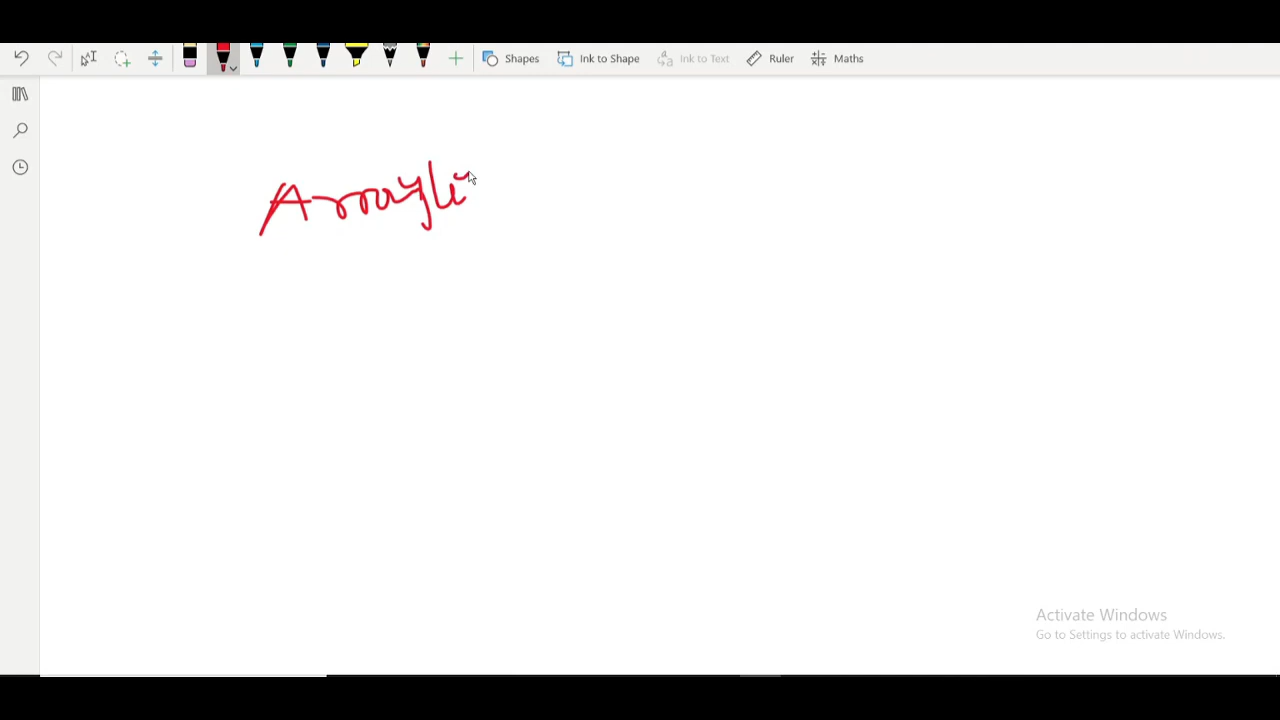 Shapes Ink to Shape Ink to Text Ruler Maths
Arrayli
Activate Windows
Go to Settings to activate Windows.